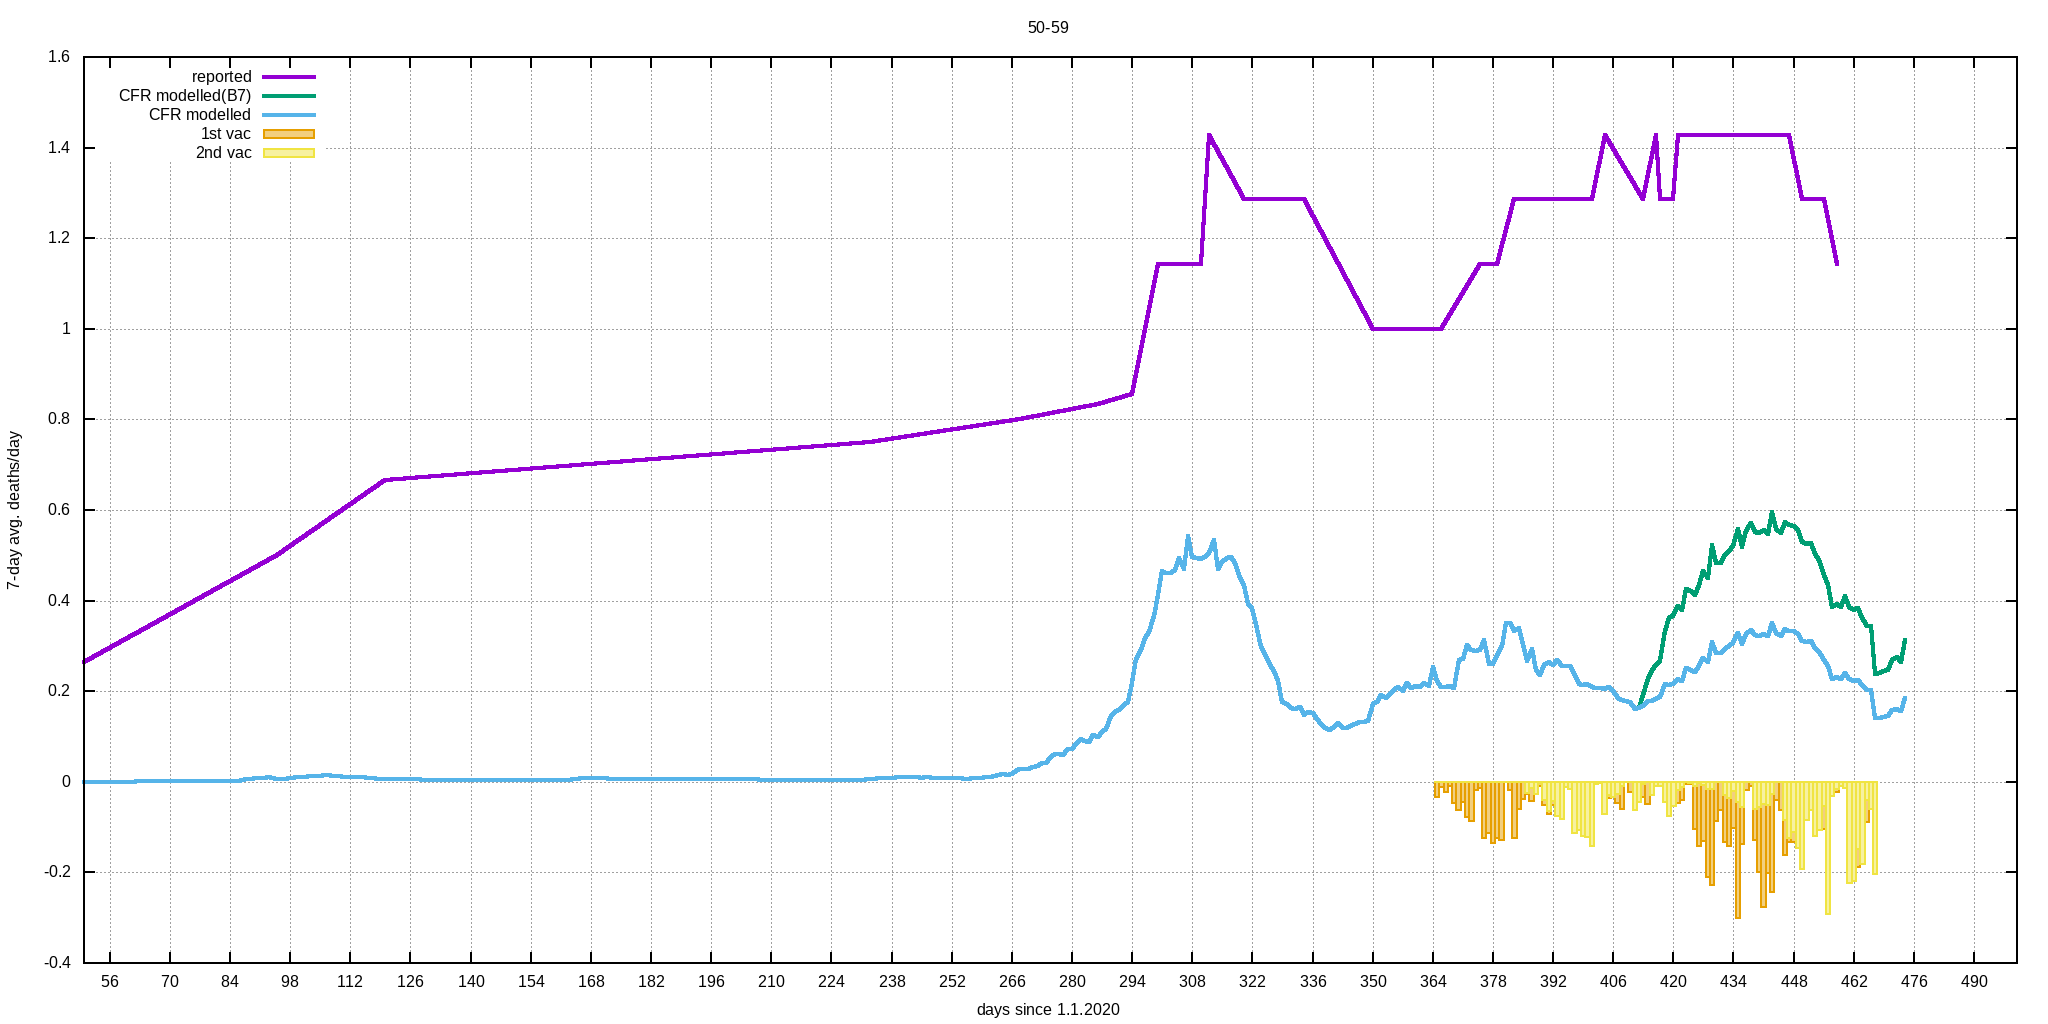 50-59
reported
CFR modelled(B7)
CFR modelled
1st vac
2nd vac
1.6
1.4
1.2
1
0.8
0.6
0.4
0.2
0
-0.2
-0.4
7-day avg. deaths/day
56 70 84 98 112 126 140 154 168 182 196 210 224 238 252 266 280 294 308 322 336 350 364 378 392 406 420 434 448 462 476 490
days since 1.1.2020